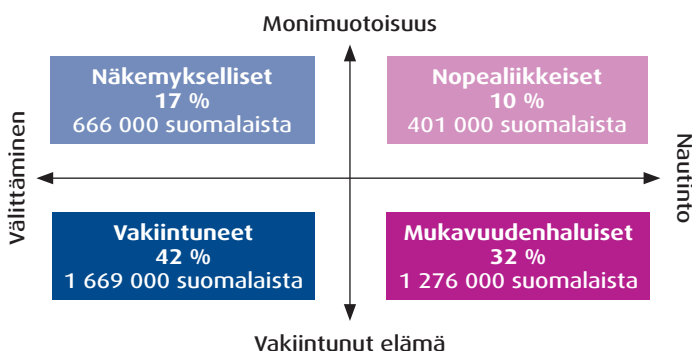 Monimuotoisuus
Näkemykselliset
17 %
666 000 suomalaista
Nopealiikkeiset
10 %
401 000 suomalaista
Välittäminen
Nautinto
Vakiintuneet
42 %
1 669 000 suomalaista
Mukavuudenhaluiset
32 %
1 276 000 suomalaista
Vakiintunut elämä